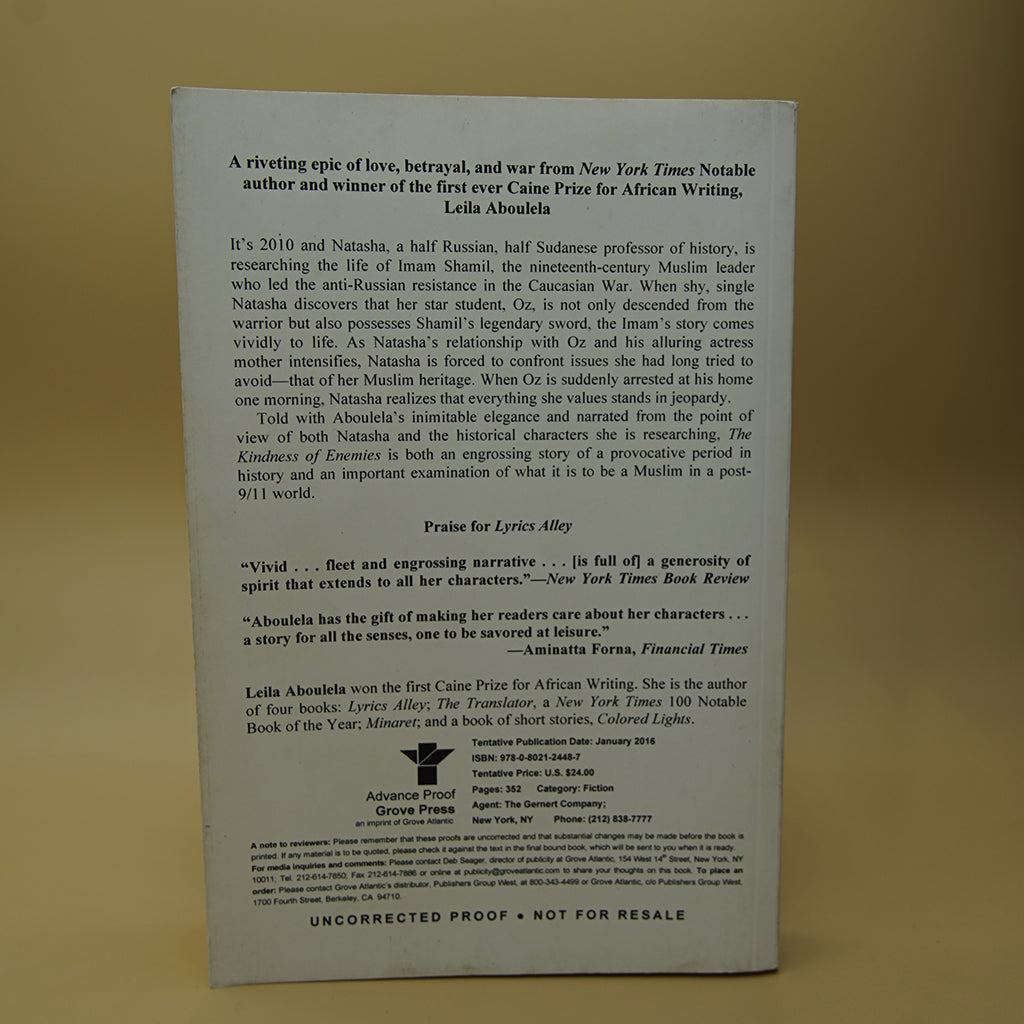 A riveting epic of love, betrayal, and war from New York Times Notable
author and winner of the first ever Caine Prize for African Writing,
Leila Aboulela
It's 2010 and Natasha, a half Russian, half Sudanese professor of history, is
researching the life of Imam Shamil, the nineteenth-century Muslim leader
who led the anti-Russian resistance in the Caucasian War. When shy, single
Natasha discovers that her star student, Oz, is not only descended from the
warrior but also possesses Shamil's legendary sword, the Imam's story comes
vividly to life. As Natasha's relationship with Oz and his alluring actress
mother intensifies, Natasha is forced to confront issues she had long tried to
avoid—that of her Muslim heritage. When Oz is suddenly arrested at his home
one morning, Natasha realizes that everything she values stands in jeopardy.
Told with Aboulela's inimitable elegance and narrated from the point of
view of both Natasha and the historical characters she is researching, The
Kindness of Enemies is both an engrossing story of a provocative period in
history and an important examination of what it is to be a Muslim in a post-
9/11 world.
Praise for Lyrics Alley
“Vivid . . . fleet and engrossing narrative . . . [is full of] a generosity of
spirit that extends to all her characters.”—New York Times Book Review
“Aboulela has the gift of making her readers care about her characters . . .
a story for all the senses, one to be savored at leisure.”
—Aminatta Forna, Financial Times
Leila Aboulela won the first Caine Prize for African Writing. She is the author
of four books: Lyrics Alley; The Translator, a New York Times 100 Notable
Book of the Year; Minaret; and a book of short stories, Colored Lights.
Advance Proof
Grove Press
an imprint of Grove Atlantic
Tentative Publication Date: January 2016
ISBN: 978-0-8021-2448-7
Tentative Price: U.S. $24.00
Pages: 352 Category: Fiction
Agent: The Gernert Company;
New York, NY Phone: (212) 838-7777
A note to reviewers: Please remember that these proofs are uncorrected and that substantial changes may be made before the book is
printed. If any material is to be quoted, please check it against the text in the final bound book, which will be sent to you when it is ready.
For media inquiries and comments: Please contact Deb Seager, director of publicity at Grove Atlantic, 154 West 14th Street, New York, NY
10011; Tel. 212-614-7850; Fax 212-614-7886 or online at publicity@groveatlantic.com to share your thoughts on this book. To place an
order: Please contact Grove Atlantic's distributor, Publishers Group West, at 800-343-4499 or Grove Atlantic, c/o Publishers Group West,
1700 Fourth Street, Berkeley, CA 94710.
UNCORRECTED PROOF • NOT FOR RESALE